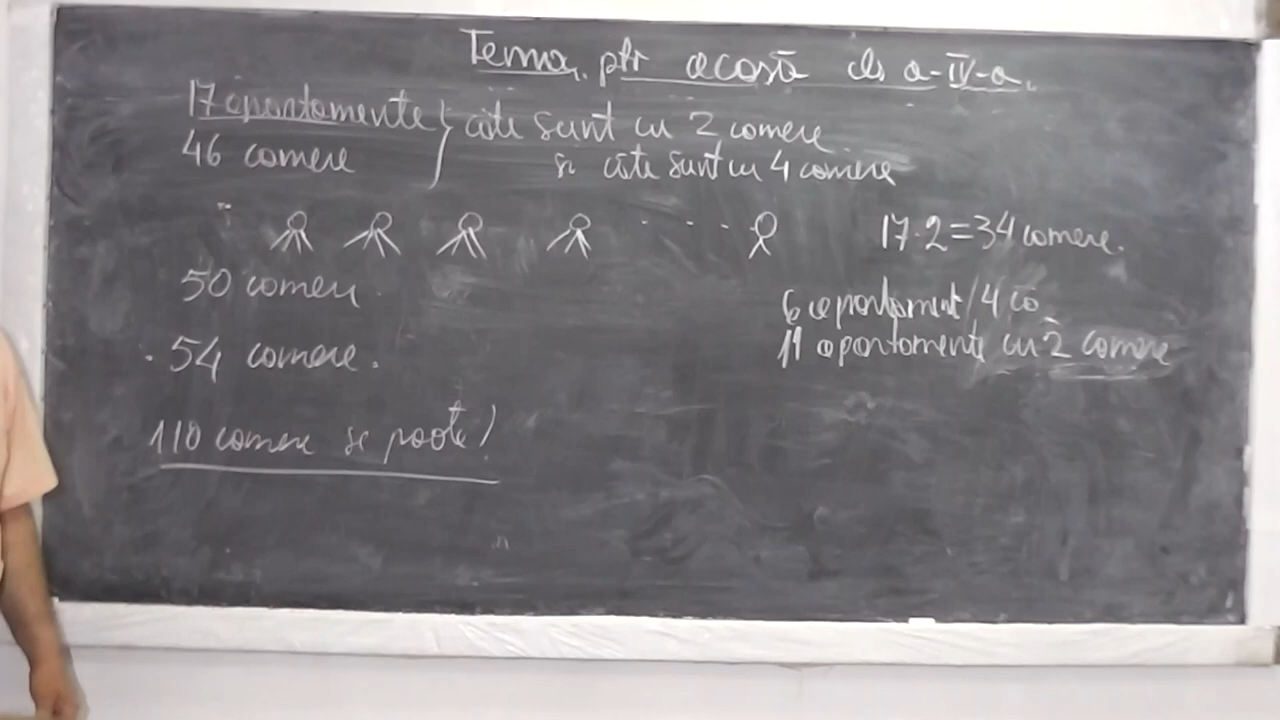 Tema ptr acasă cls a-IV-a.
17 apartamente } câte sunt cu 2 camere
46 camere și câte sunt cu 4 camere
17·2=34 camere.
50 camere
6 apartament/4 ca
11 apartamente cu 2 camere
54 camere.
110 camere se poate!